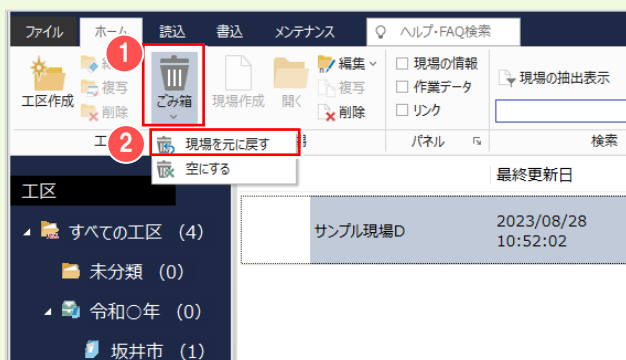 ファイル ホーム 読込 書込 メンテナンス ヘルプ・FAQ検索
1
工区作成 複写 削除 ごみ箱 現場作成 開く 編集 複写 削除
現場の情報
作業データ
リンク
現場の抽出表示
パネル 検索
2
現場を元に戻す
空にする
工区
最終更新日
すべての工区 (4)
サンプル現場D
2023/08/28
10:52:02
未分類 (0)
令和○年 (0)
坂井市 (1)